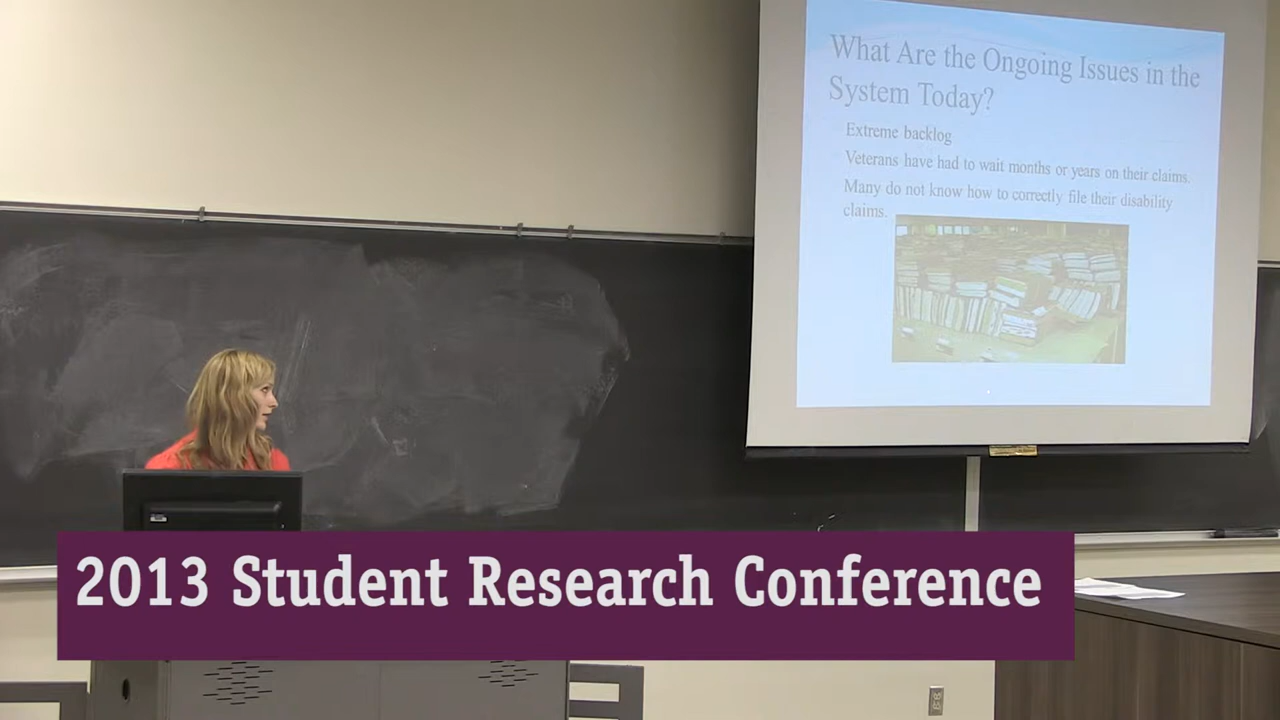 What Are the Ongoing Issues in the
System Today?
Extreme backlog
Veterans have had to wait months or years on their claims.
Many do not know how to correctly file their disability
claims.
2013 Student Research Conference